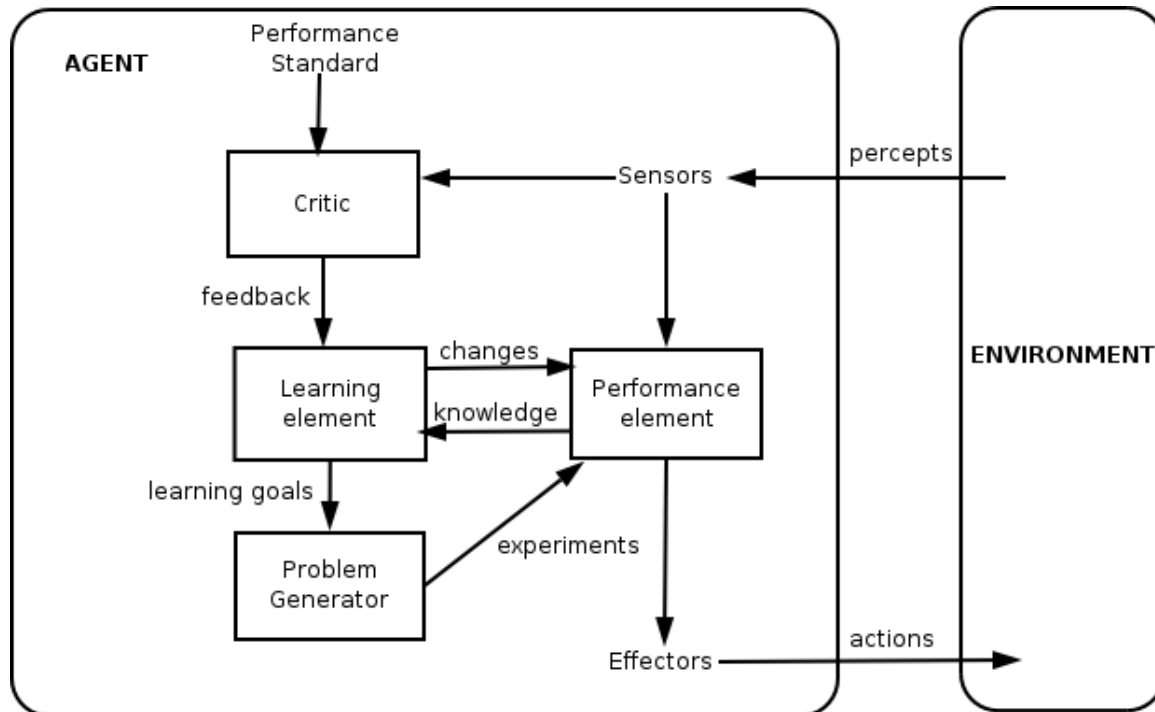 Performance
Standard
AGENT
percepts
Sensors
Critic
feedback
changes
ENVIRONMENT
Learning
element
Performance
element
knowledge
learning goals
experiments
Problem
Generator
actions
Effectors